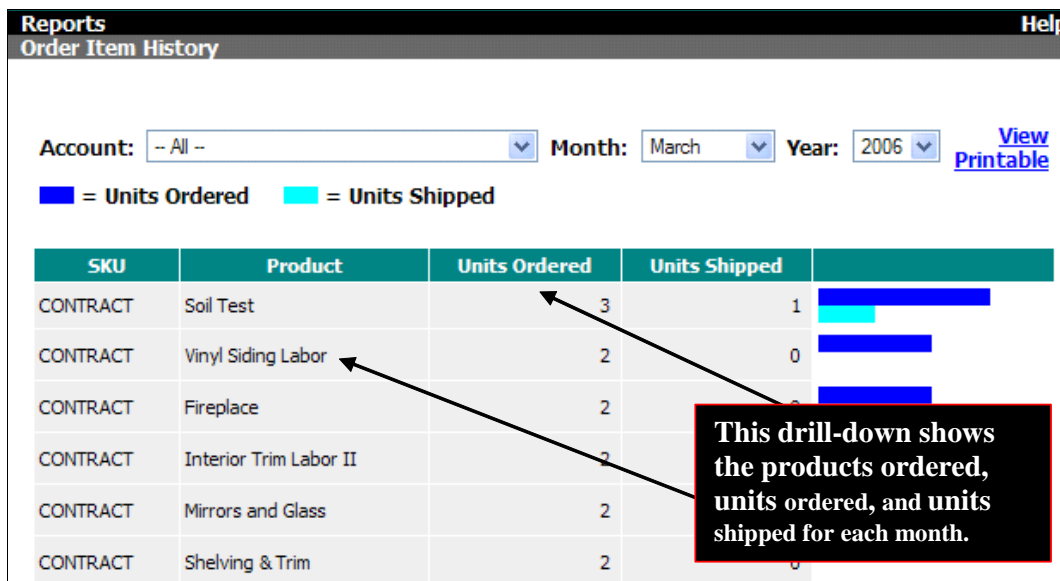 Reports Help
Order Item History
Account: -- All -- Month: March Year: 2006 View
Printable
= Units Ordered = Units Shipped
SKU Product Units Ordered Units Shipped
CONTRACT Soil Test 3 1
CONTRACT Vinyl Siding Labor 2 0
CONTRACT Fireplace 2
CONTRACT Interior Trim Labor II 2
CONTRACT Mirrors and Glass 2
CONTRACT Shelving & Trim 2
This drill-down shows
the products ordered,
units ordered, and units
shipped for each month.